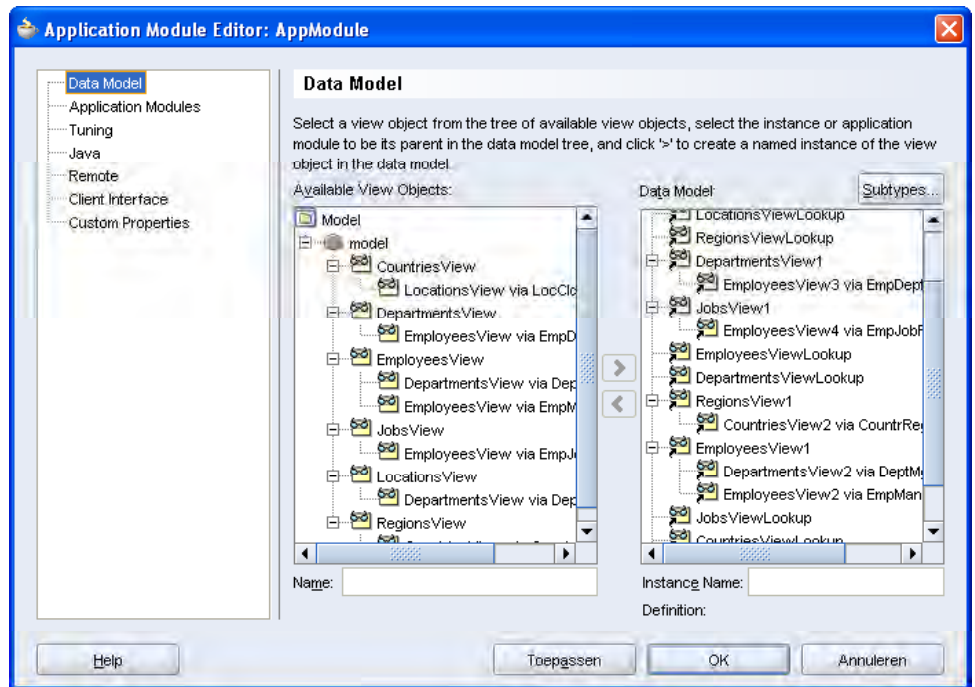 Application Module Editor: AppModule
Data Model
Application Modules
Tuning
Java
Remote
Client Interface
Custom Properties
Data Model
Select a view object from the tree of available view objects, select the instance or application
module to be its parent in the data model tree, and click '>' to create a named instance of the view
object in the data model.
Available View Objects:
Model
model
CountriesView
LocationsView via LocCIo
DepartmentsView
EmployeesView via EmpD
EmployeesView
DepartmentsView via Dep
EmployeesView via EmpM
JobsView
EmployeesView via EmpJ
LocationsView
DepartmentsView via Dep
RegionsView
Name:
Data Model
Subtypes...
LocationsViewLookup
RegionsViewLookup
DepartmentsView1
EmployeesView3 via EmpDept
JobsView1
EmployeesView4 via EmpJobF
EmployeesViewLookup
DepartmentsViewLookup
RegionsView1
CountriesView2 via CountrReg
EmployeesView1
DepartmentsView2 via DeptMg
EmployeesView2 via EmpMan
JobsViewLookup
CountriesViewLookup
Instance Name:
Definition:
Help
Toepassen
OK
Annuleren